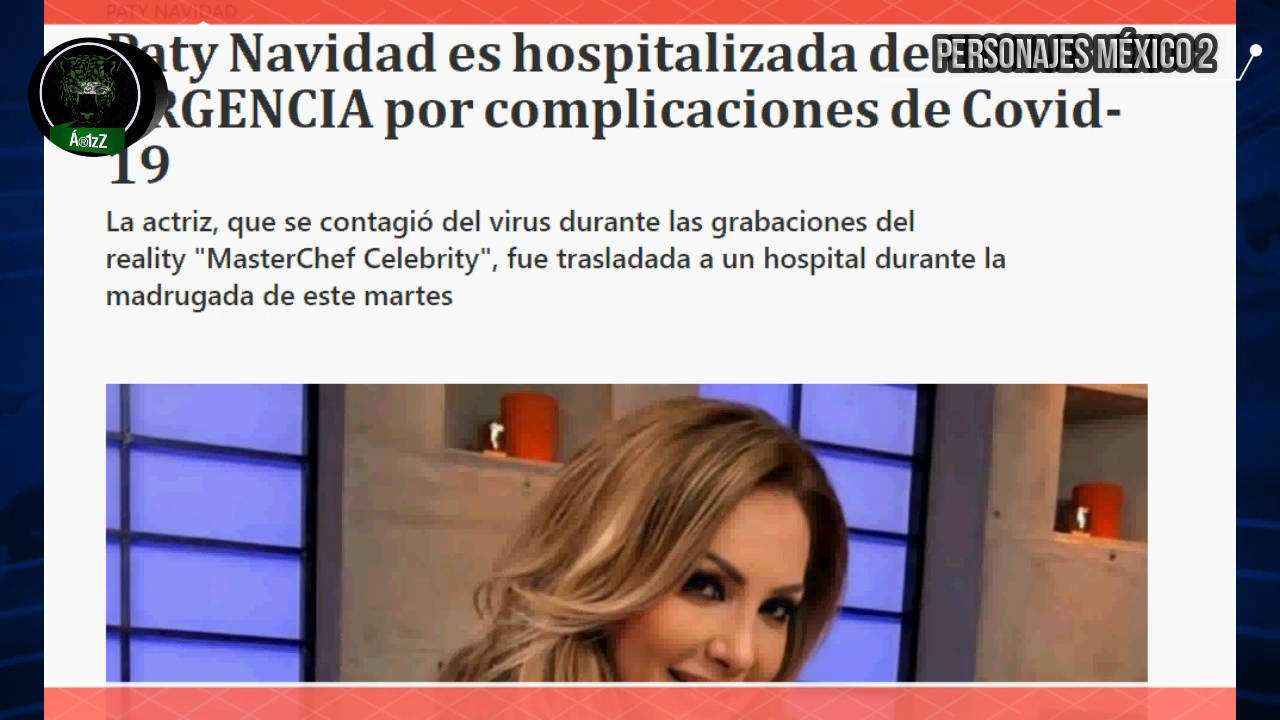 PATY NAVIDAD
Paty Navidad es hospitalizada de
PERSONAJES MÉXICO 2
URGENCIA por complicaciones de Covid-
19
Á®1zZ
La actriz, que se contagió del virus durante las grabaciones del
reality "MasterChef Celebrity", fue trasladada a un hospital durante la
madrugada de este martes